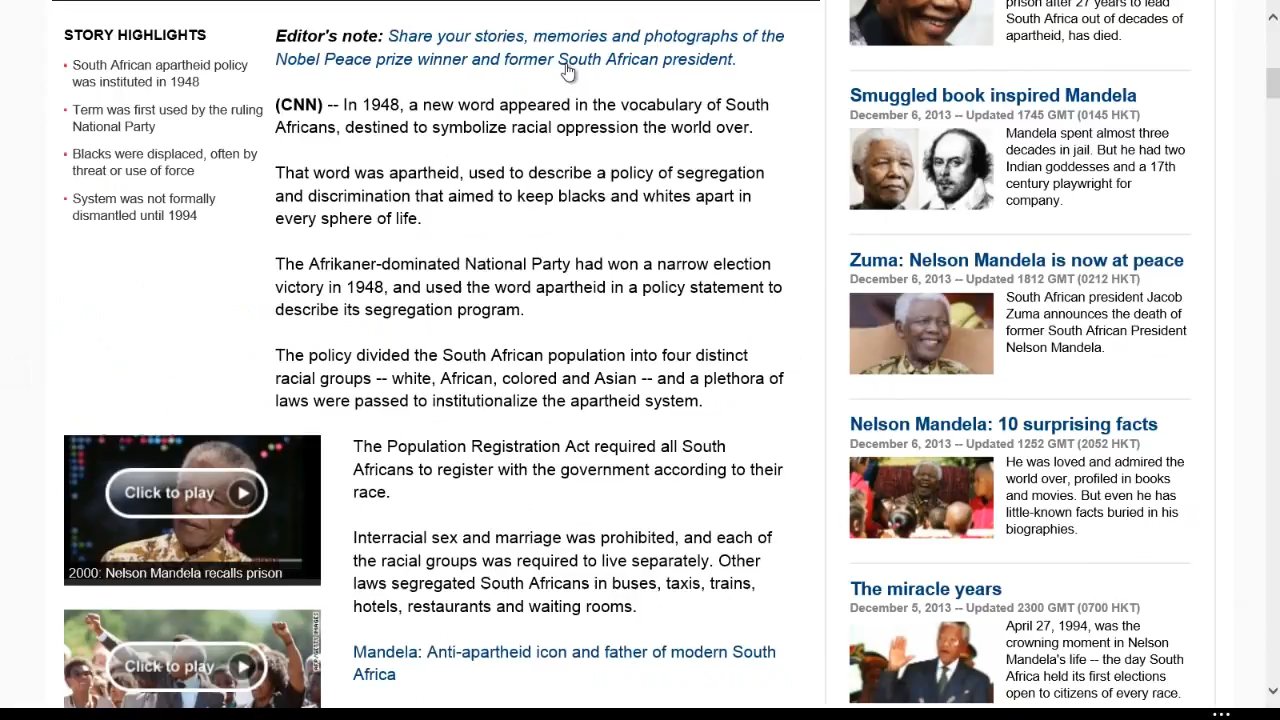 STORY HIGHLIGHTS
South African apartheid policy
was instituted in 1948
Term was first used by the ruling
National Party
Blacks were displaced, often by
threat or use of force
System was not formally
dismantled until 1994
Editor's note: Share your stories, memories and photographs of the
Nobel Peace prize winner and former South African president.
(CNN) -- In 1948, a new word appeared in the vocabulary of South
Africans, destined to symbolize racial oppression the world over.
That word was apartheid, used to describe a policy of segregation
and discrimination that aimed to keep blacks and whites apart in
every sphere of life.
The Afrikaner-dominated National Party had won a narrow election
victory in 1948, and used the word apartheid in a policy statement to
describe its segregation program.
The policy divided the South African population into four distinct
racial groups -- white, African, colored and Asian -- and a plethora of
laws were passed to institutionalize the apartheid system.
Click to play
2000: Nelson Mandela recalls prison
Click to play
The Population Registration Act required all South
Africans to register with the government according to their
race.
Interracial sex and marriage was prohibited, and each of
the racial groups was required to live separately. Other
laws segregated South Africans in buses, taxis, trains,
hotels, restaurants and waiting rooms.
Mandela: Anti-apartheid icon and father of modern South
Africa
prison after 27 years to lead
South Africa out of decades of
apartheid, has died.
Smuggled book inspired Mandela
December 6, 2013 -- Updated 1745 GMT (0145 HKT)
Mandela spent almost three
decades in jail. But he had two
Indian goddesses and a 17th
century playwright for
company.
Zuma: Nelson Mandela is now at peace
December 6, 2013 -- Updated 1812 GMT (0212 HKT)
South African president Jacob
Zuma announces the death of
former South African President
Nelson Mandela.
Nelson Mandela: 10 surprising facts
December 6, 2013 -- Updated 1252 GMT (2052 HKT)
He was loved and admired the
world over, profiled in books
and movies. But even he has
little-known facts buried in his
biographies.
The miracle years
December 5, 2013 -- Updated 2300 GMT (0700 HKT)
April 27, 1994, was the
crowning moment in Nelson
Mandela's life -- the day South
Africa held its first elections
open to citizens of every race.